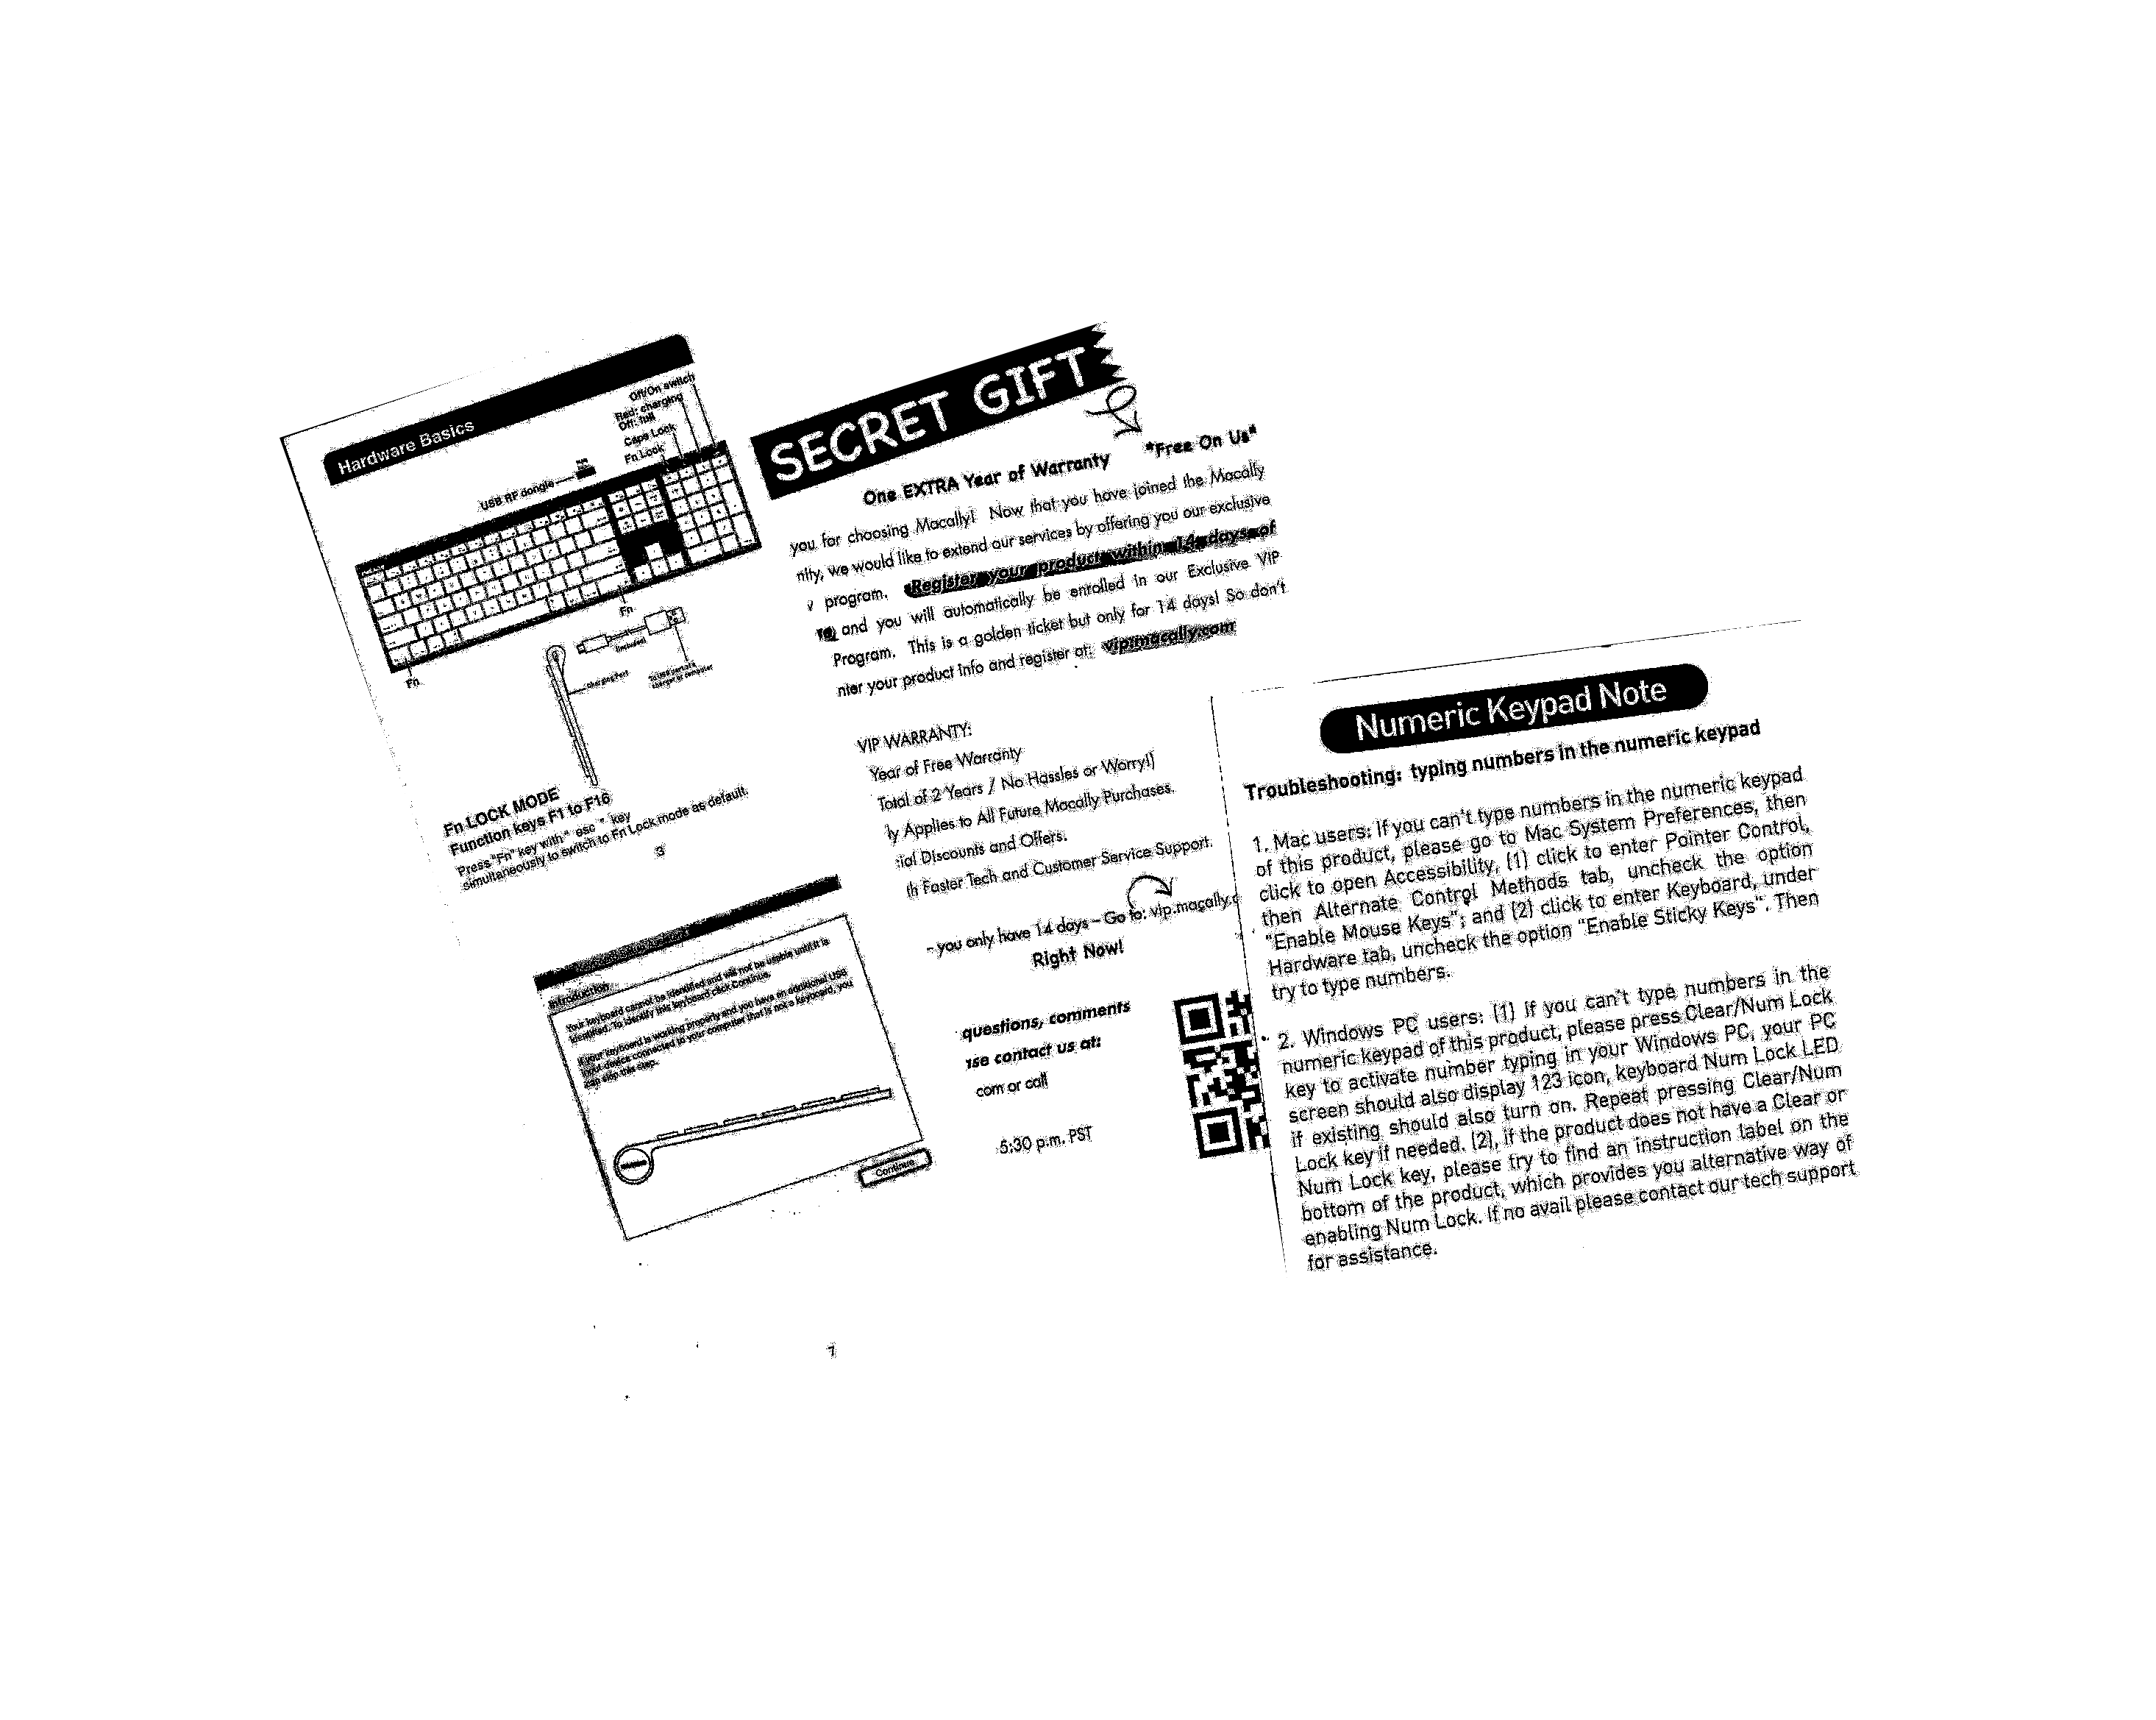 Hardware Basics
Off/On switch
Red: charging
Off: full
Caps Lock
Fn Lock
USB RF dongle
Fn
Fn
Included
Charging Port
Fn LOCK MODE
Function keys F1 to F16
Press "Fn" key with " esc " key
simultaneously to switch to Fn Lock mode as default.
3
Introduction
Your keyboard cannot be identified and will not be usable until it is
identified. To identify this keyboard click Continue.
If your keyboard is working properly and you have an additional USB
input device connected to your computer that is not a keyboard, you
can skip this step.
Continue
7
SECRET GIFT
One EXTRA Year of Warranty
*Free On Us*
you for choosing Macally! Now that you have joined the Macally
nity, we would like to extend our services by offering you our exclusive
program. Register your product within 14 days of
and you will automatically be enrolled in our Exclusive VIP
Program. This is a golden ticket but only for 14 days! So don't
nter your product info and register at: vip.macally.com
VIP WARRANTY:
Year of Free Warranty
Total of 2 Years / No Hassles or Worry!)
ly Applies to All Future Macally Purchases.
cial Discounts and Offers.
th Faster Tech and Customer Service Support.
- you only have 14 days – Go to: vip.macally.c
Right Now!
questions, comments
ase contact us at:
com or call
5:30 p.m. PST
Numeric Keypad Note
Troubleshooting: typing numbers in the numeric keypad
1. Mac users: If you can't type numbers in the numeric keypad
of this product, please go to Mac System Preferences, then
click to open Accessibility, (1) click to enter Pointer Control,
then Alternate Control Methods tab, uncheck the option
"Enable Mouse Keys"; and (2) click to enter Keyboard, under
Hardware tab, uncheck the option "Enable Sticky Keys". Then
try to type numbers.
2. Windows PC users: (1) If you can't type numbers in the
numeric keypad of this product, please press Clear/Num Lock
key to activate number typing in your Windows PC, your PC
screen should also display 123 icon, keyboard Num Lock LED
if existing should also turn on. Repeat pressing Clear/Num
Lock key if needed. (2), if the product does not have a Clear or
Num Lock key, please try to find an instruction label on the
bottom of the product, which provides you alternative way of
enabling Num Lock. If no avail please contact our tech support
for assistance.